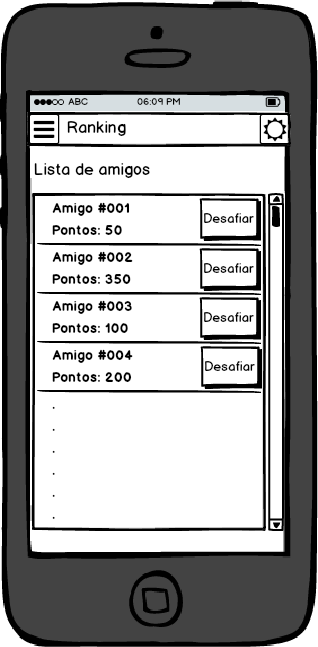 ABC 06:09 PM
Ranking
Lista de amigos
Amigo #001
Pontos: 50
Desafiar
Amigo #002
Pontos: 350
Desafiar
Amigo #003
Pontos: 100
Desafiar
Amigo #004
Pontos: 200
Desafiar
.
.
.
.
.
.